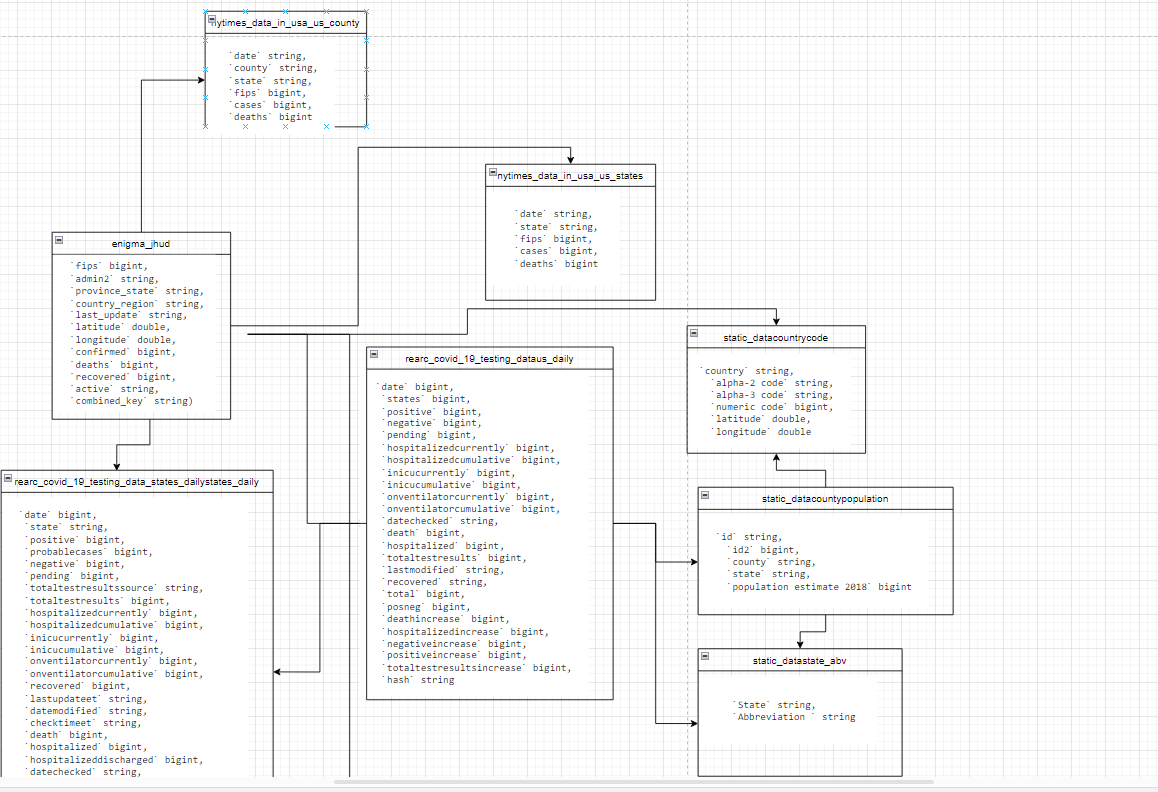 nytimes_data_in_usa_us_county
`date` string,
`county` string,
`state` string,
`fips` bigint,
`cases` bigint,
`deaths` bigint
nytimes_data_in_usa_us_states
`date` string,
`state` string,
`fips` bigint,
`cases` bigint,
`deaths` bigint
enigma_jhud
`fips` bigint,
`admin2` string,
`province_state` string,
`country_region` string,
`last_update` string,
`latitude` double,
`longitude` double,
`confirmed` bigint,
`deaths` bigint,
`recovered` bigint,
`active` string,
`combined_key` string)
static_datacountrycode
`country` string,
`alpha-2 code` string,
`alpha-3 code` string,
`numeric code` bigint,
`latitude` double,
`longitude` double
rearc_covid_19_testing_dataus_daily
`date` bigint,
`states` bigint,
`positive` bigint,
`negative` bigint,
`pending` bigint,
`hospitalizedcurrently` bigint,
`hospitalizedcumulative` bigint,
`inicucurrently` bigint,
`inicucumulative` bigint,
`onventilatorcurrently` bigint,
`onventilatorcumulative` bigint,
`datechecked` string,
`death` bigint,
`hospitalized` bigint,
`totaltestresults` bigint,
`lastmodified` string,
`recovered` string,
`total` bigint,
`posneg` bigint,
`deathincrease` bigint,
`hospitalizedincrease` bigint,
`negativeincrease` bigint,
`positiveincrease` bigint,
`totaltestresultsincrease` bigint,
`hash` string
rearc_covid_19_testing_data_states_dailystates_daily
`date` bigint,
`state` string,
`positive` bigint,
`probablecases` bigint,
`negative` bigint,
`pending` bigint,
`totaltestresultssource` string,
`totaltestresults` bigint,
`hospitalizedcurrently` bigint,
`hospitalizedcumulative` bigint,
`inicucurrently` bigint,
`inicucumulative` bigint,
`onventilatorcurrently` bigint,
`onventilatorcumulative` bigint,
`recovered` bigint,
`lastupdateet` string,
`datemodified` string,
`checktimeet` string,
`death` bigint,
`hospitalized` bigint,
`hospitalizeddischarged` bigint,
`datechecked` string,
static_datacountypopulation
`id` string,
`id2` bigint,
`county` string,
`state` string,
`population estimate 2018` bigint
static_datastate_abv
`State` string,
`Abbreviation ` string